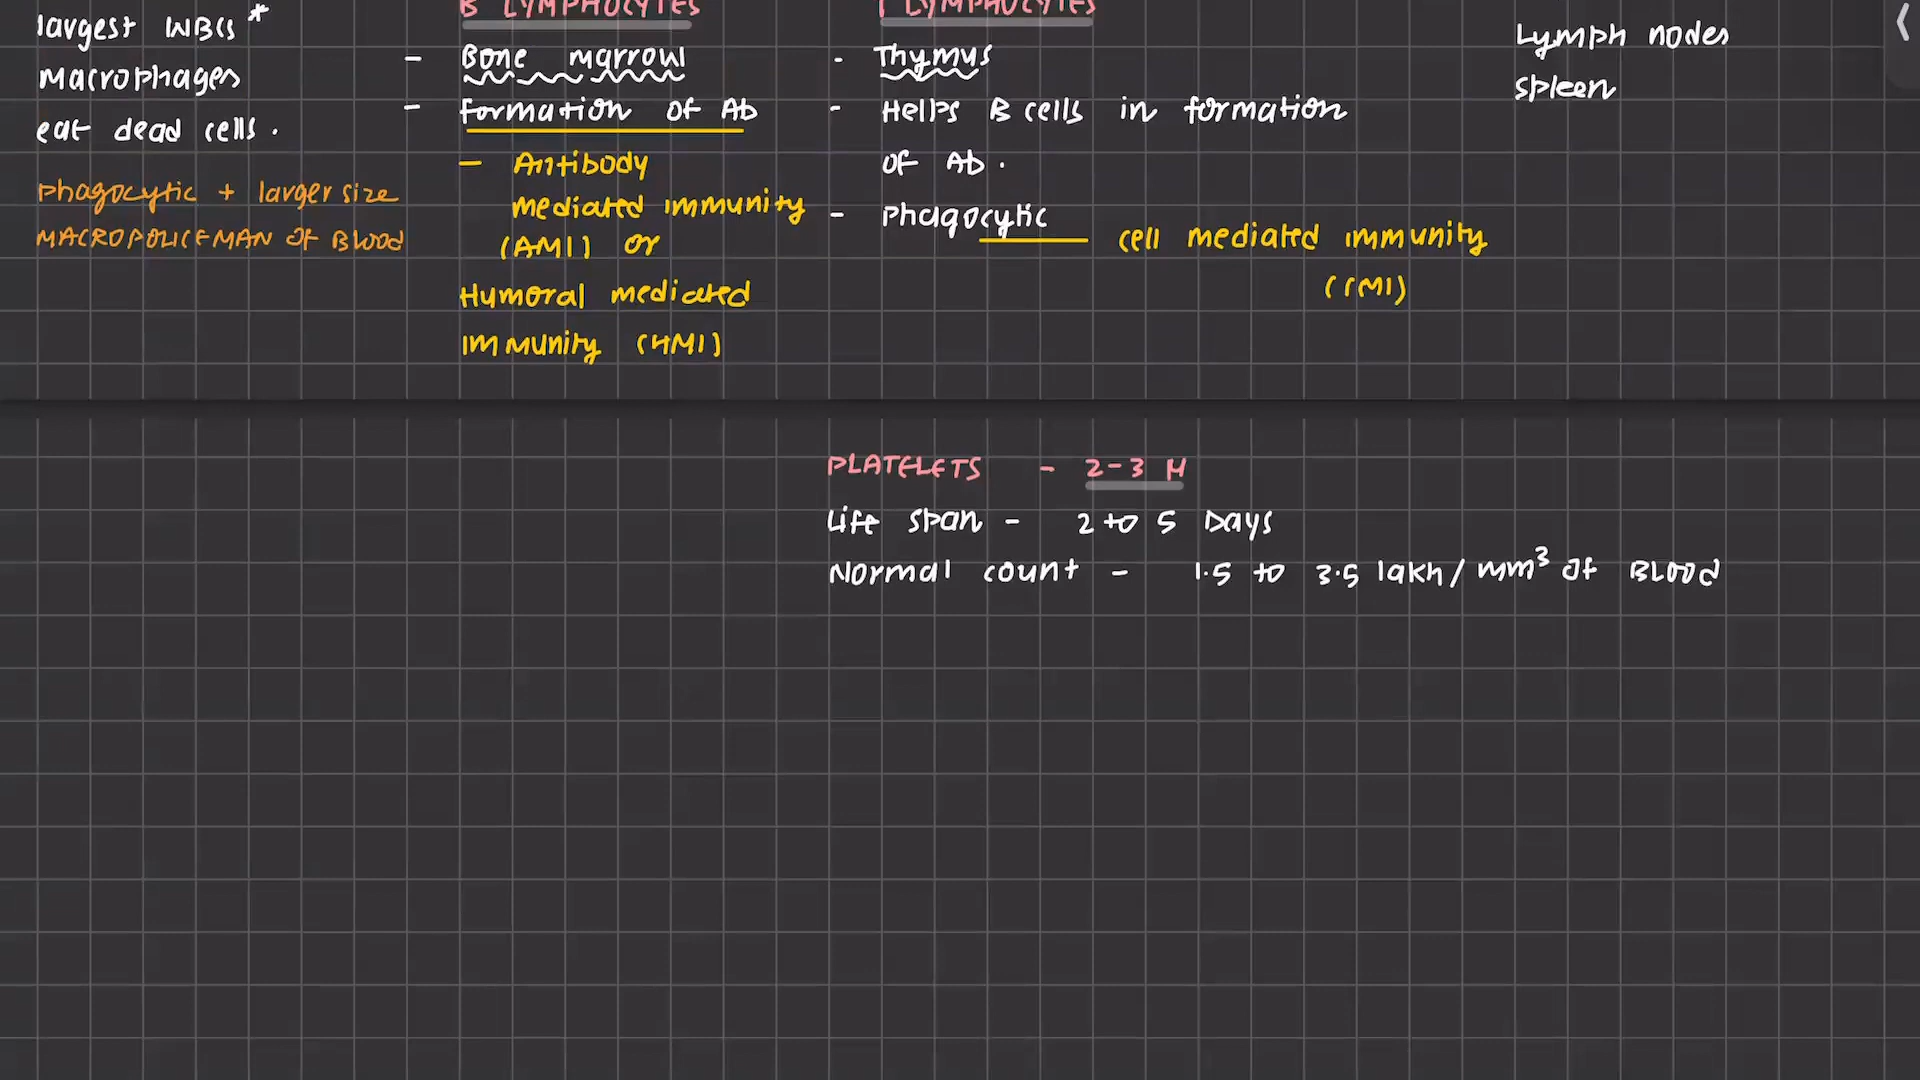 largest WBCs *
Macrophages
eat dead cells.
Phagocytic + larger size
MACROPOLICEMAN OF BLOOD
B LYMPHOCYTES
- Bone marrow
- Formation of Ab
- Antibody
mediated immunity
(AMI) or
Humoral mediated
immunity (HMI)
T LYMPHOCYTES
- Thymus
- Helps B cells in formation
of Ab.
- Phagocytic
cell mediated immunity
(CMI)
Lymph nodes
spleen
PLATELETS - 2-3 µ
Life span - 2 to 5 Days
Normal count - 1.5 to 3.5 lakh/mm³ of BLOOD